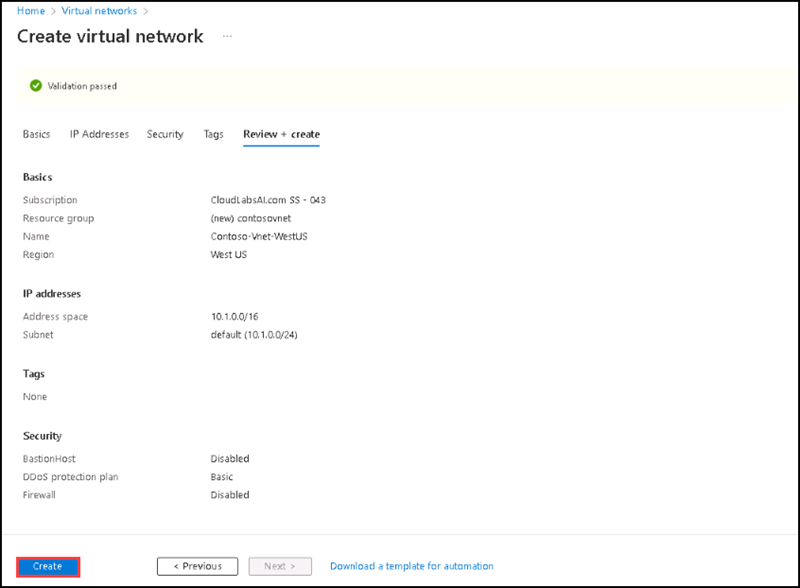 Home > Virtual networks >
Create virtual network ...
Validation passed
Basics IP Addresses Security Tags Review + create
Basics
Subscription CloudLabsAI.com SS - 043
Resource group (new) contosovnet
Name Contoso-Vnet-WestUS
Region West US
IP addresses
Address space 10.1.0.0/16
Subnet default (10.1.0.0/24)
Tags
None
Security
BastionHost Disabled
DDoS protection plan Basic
Firewall Disabled
Create < Previous Next > Download a template for automation